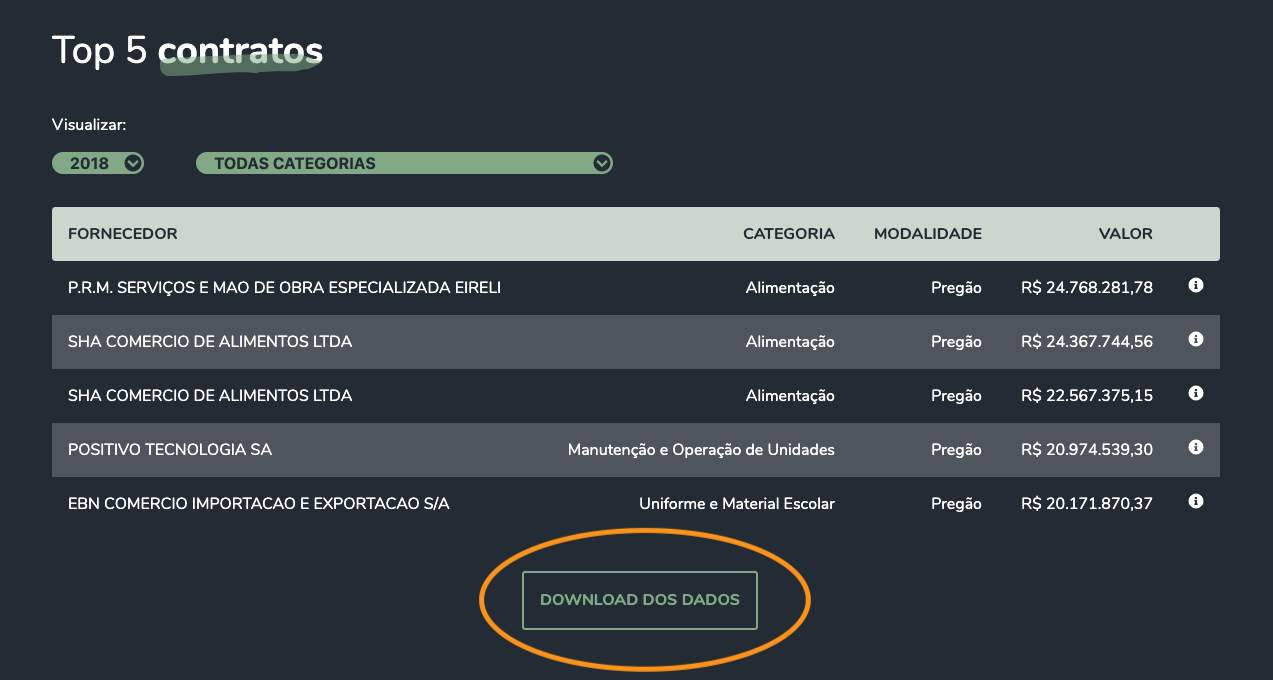 Top 5 contratos
Visualizar:
2018 TODAS CATEGORIAS
FORNECEDOR CATEGORIA MODALIDADE VALOR
P.R.M. SERVIÇOS E MAO DE OBRA ESPECIALIZADA EIRELI Alimentação Pregão R$ 24.768.281,78
SHA COMERCIO DE ALIMENTOS LTDA Alimentação Pregão R$ 24.367.744,56
SHA COMERCIO DE ALIMENTOS LTDA Alimentação Pregão R$ 22.567.375,15
POSITIVO TECNOLOGIA SA Manutenção e Operação de Unidades Pregão R$ 20.974.539,30
EBN COMERCIO IMPORTACAO E EXPORTACAO S/A Uniforme e Material Escolar Pregão R$ 20.171.870,37
DOWNLOAD DOS DADOS